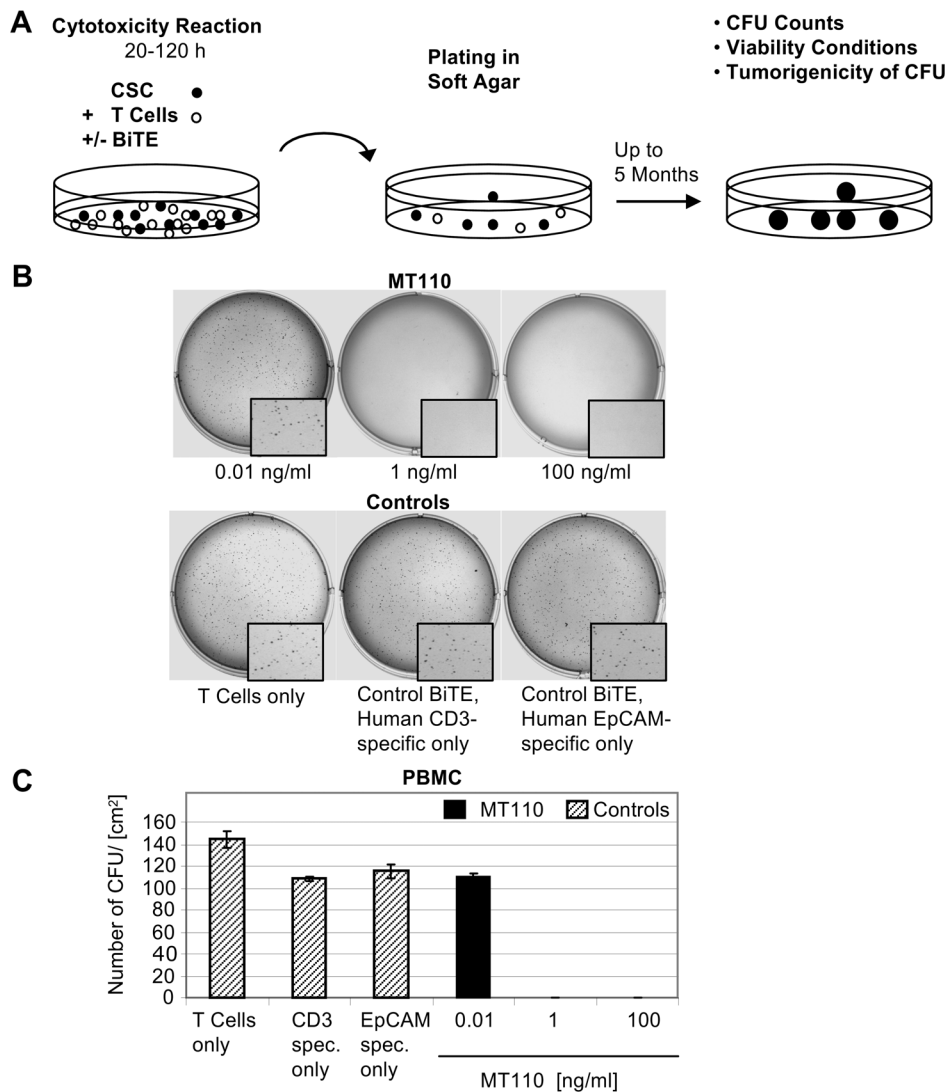 A
Cytotoxicity Reaction
20-120 h
CSC
+ T Cells
+/- BiTE
Plating in
Soft Agar
Up to
5 Months
• CFU Counts
• Viability Conditions
• Tumorigenicity of CFU
B
MT110
0.01 ng/ml
1 ng/ml
100 ng/ml
Controls
T Cells only
Control BiTE,
Human CD3-
specific only
Control BiTE,
Human EpCAM-
specific only
C
PBMC
MT110
Controls
Number of CFU/ [cm²]
160
140
120
100
80
60
40
20
0
T Cells
only
CD3
spec.
only
EpCAM
spec.
only
0.01
1
100
MT110 [ng/ml]